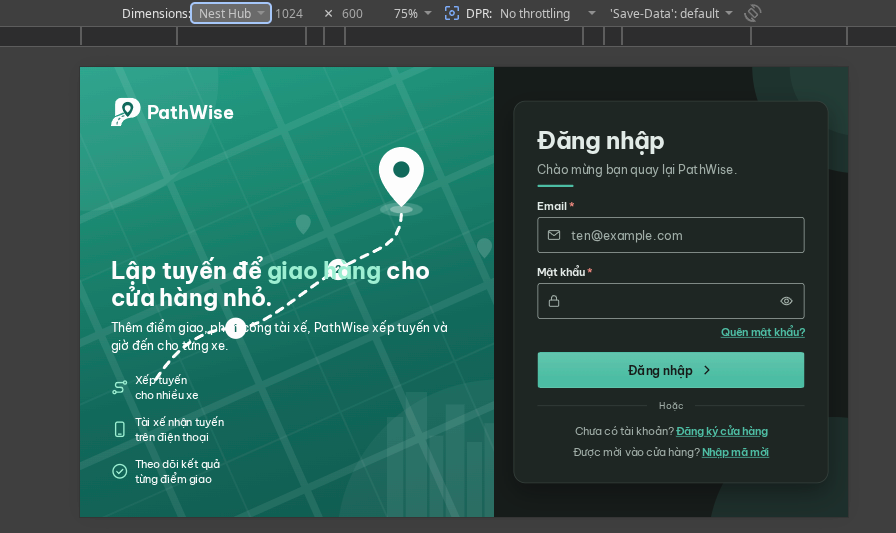 Dimensions: Nest Hub 1024 × 600 75% DPR: No throttling 'Save-Data': default
PathWise
Lập tuyến để giao hàng cho
cửa hàng nhỏ.
Thêm điểm giao, phân công tài xế, PathWise xếp tuyến và
giờ đến cho từng xe.
Xếp tuyến
cho nhiều xe
Tài xế nhận tuyến
trên điện thoại
Theo dõi kết quả
từng điểm giao
2
1
Đăng nhập
Chào mừng bạn quay lại PathWise.
Email *
ten@example.com
Mật khẩu *
Quên mật khẩu?
Đăng nhập
Hoặc
Chưa có tài khoản? Đăng ký cửa hàng
Được mời vào cửa hàng? Nhập mã mời